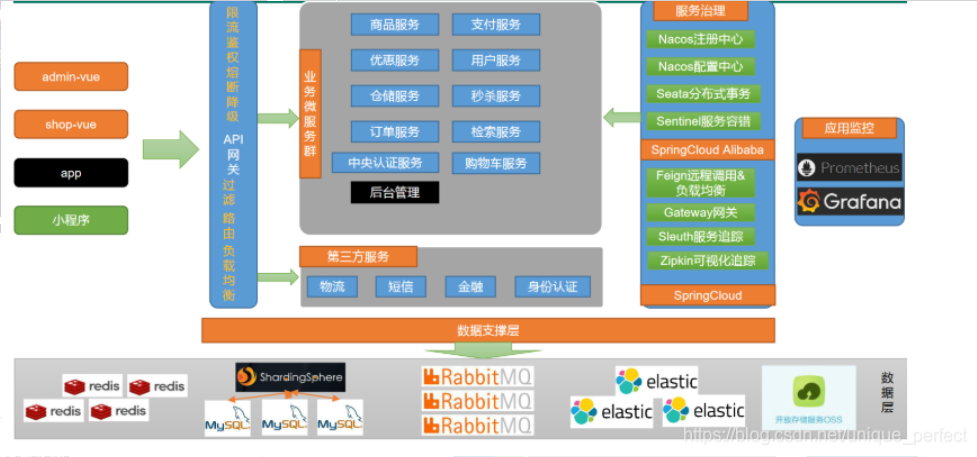 admin-vue
shop-vue
app
小程序
限流鉴权熔断降级
API
网关
过滤
路由
负载均衡
业务微服务群
商品服务
支付服务
优惠服务
用户服务
仓储服务
秒杀服务
订单服务
检索服务
中央认证服务
购物车服务
后台管理
第三方服务
物流
短信
金融
身份认证
服务治理
Nacos注册中心
Nacos配置中心
Seata分布式事务
Sentinel服务容错
SpringCloud Alibaba
Feign远程调用&
负载均衡
Gateway网关
Sleuth服务追踪
Zipkin可视化追踪
SpringCloud
应用监控
Prometheus
Grafana
数据支撑层
redis
redis
redis
redis
ShardingSphere
MySQL
MySQL
MySQL
RabbitMQ
RabbitMQ
RabbitMQ
elastic
elastic
elastic
开放存储服务OSS
数据层
https://blog.csdn.net/unique_perfect